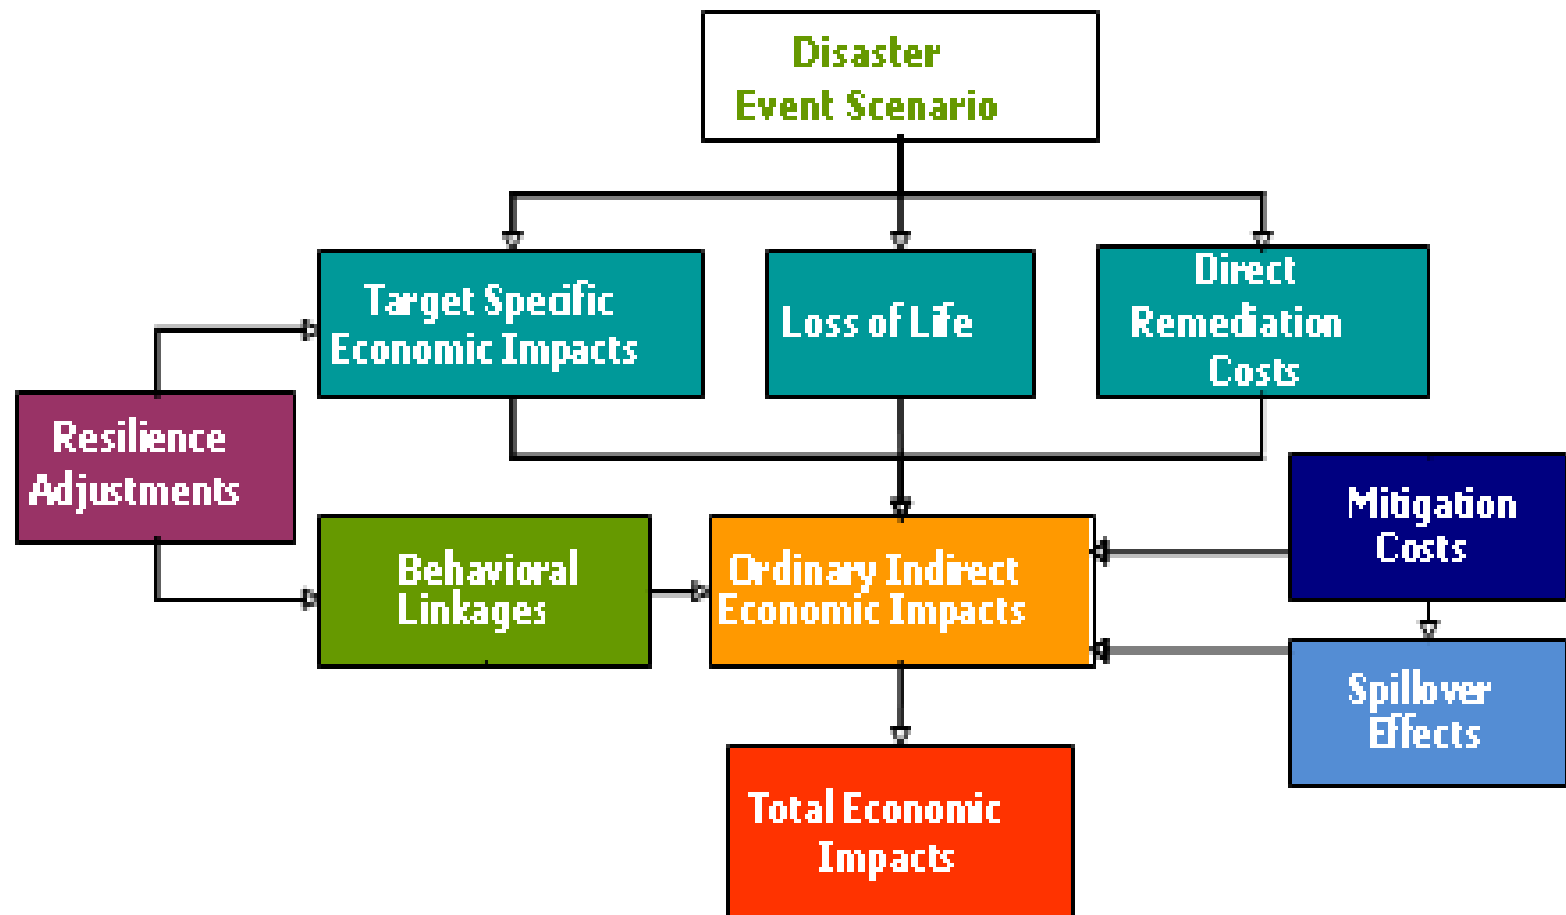 Disaster
Event Scenario
Target Specific
Economic Impacts
Loss of Life
Direct
Remediation
Costs
Resilience
Adjustments
Mitigation
Costs
Behavioral
Linkages
Ordinary Indirect
Economic Impacts
Spillover
Effects
Total Economic
Impacts